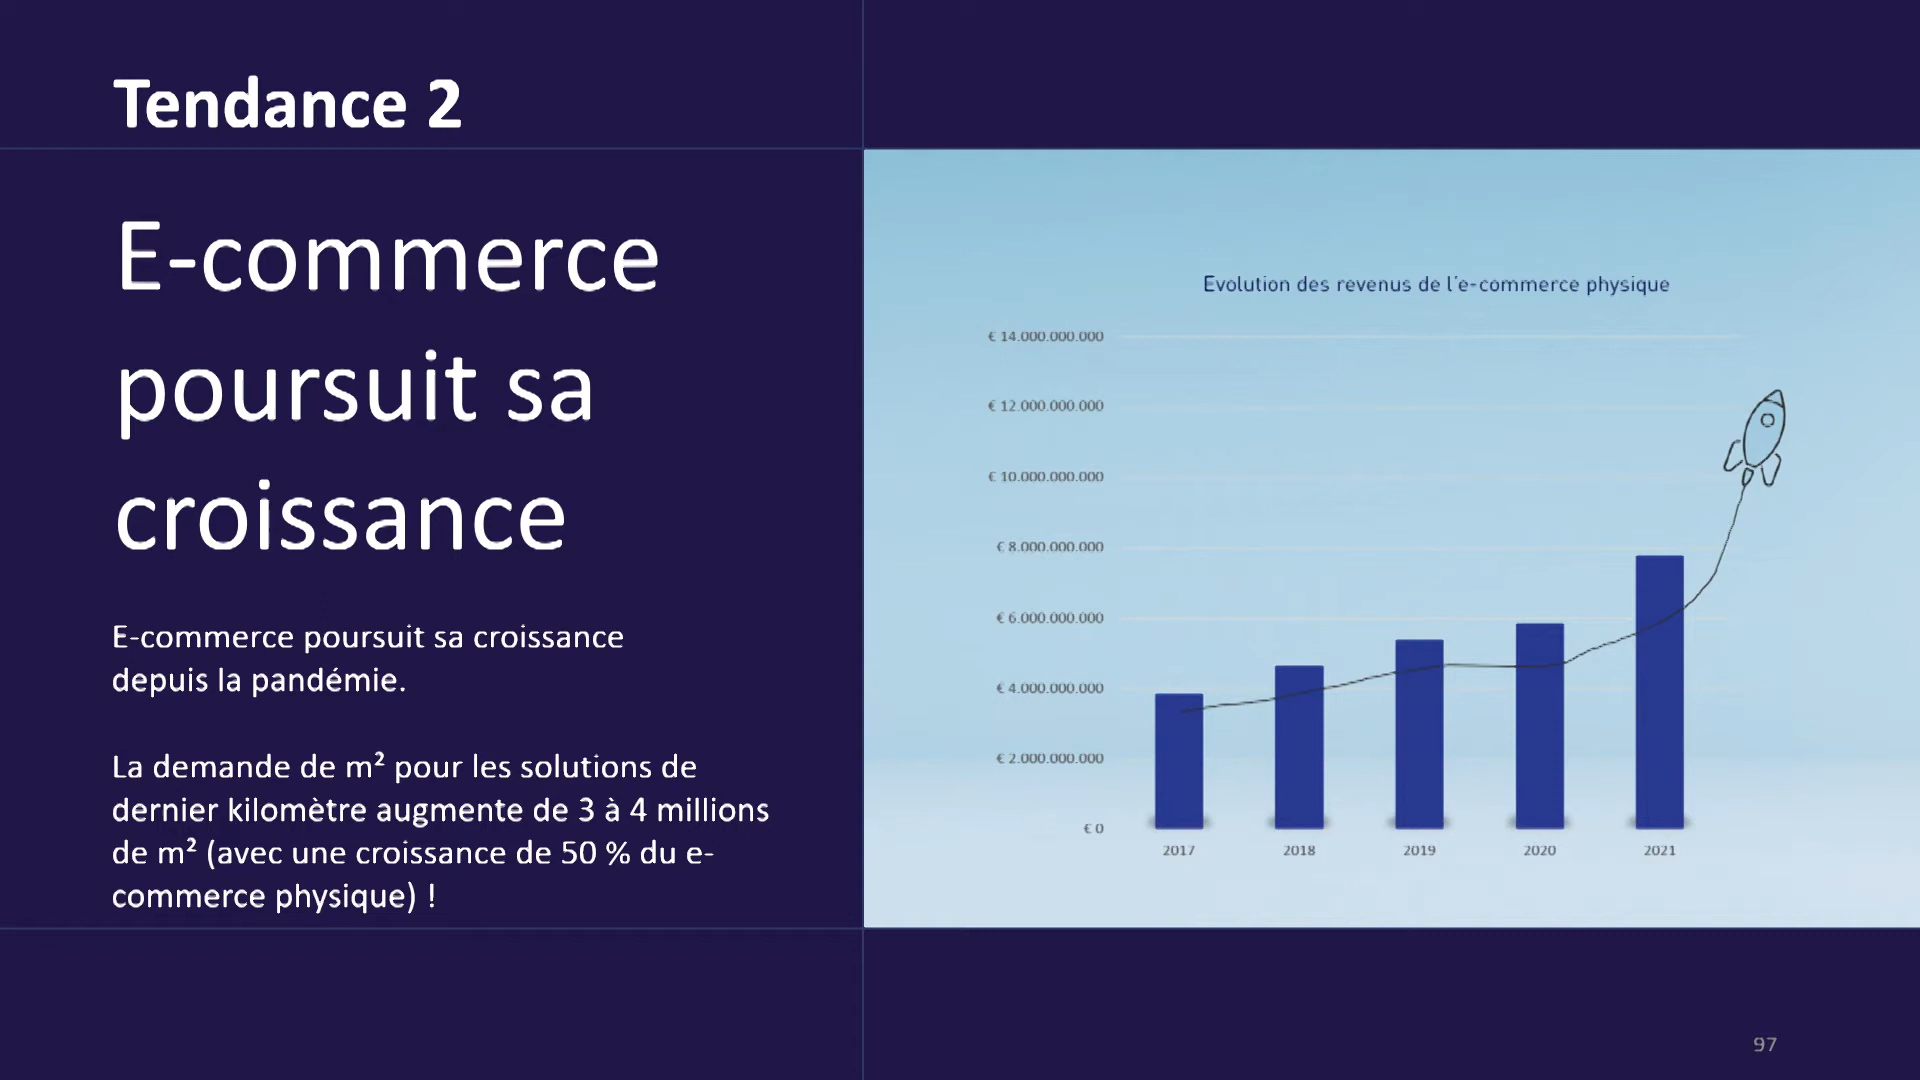 Tendance 2
E-commerce
poursuit sa
croissance
E-commerce poursuit sa croissance
depuis la pandémie.
La demande de m² pour les solutions de
dernier kilomètre augmente de 3 à 4 millions
de m² (avec une croissance de 50 % du e-
commerce physique) !
Evolution des revenus de l'e-commerce physique
€ 14.000.000.000
€ 12.000.000.000
€ 10.000.000.000
€ 8.000.000.000
€ 6.000.000.000
€ 4.000.000.000
€ 2.000.000.000
€ 0
2017 2018 2019 2020 2021
97